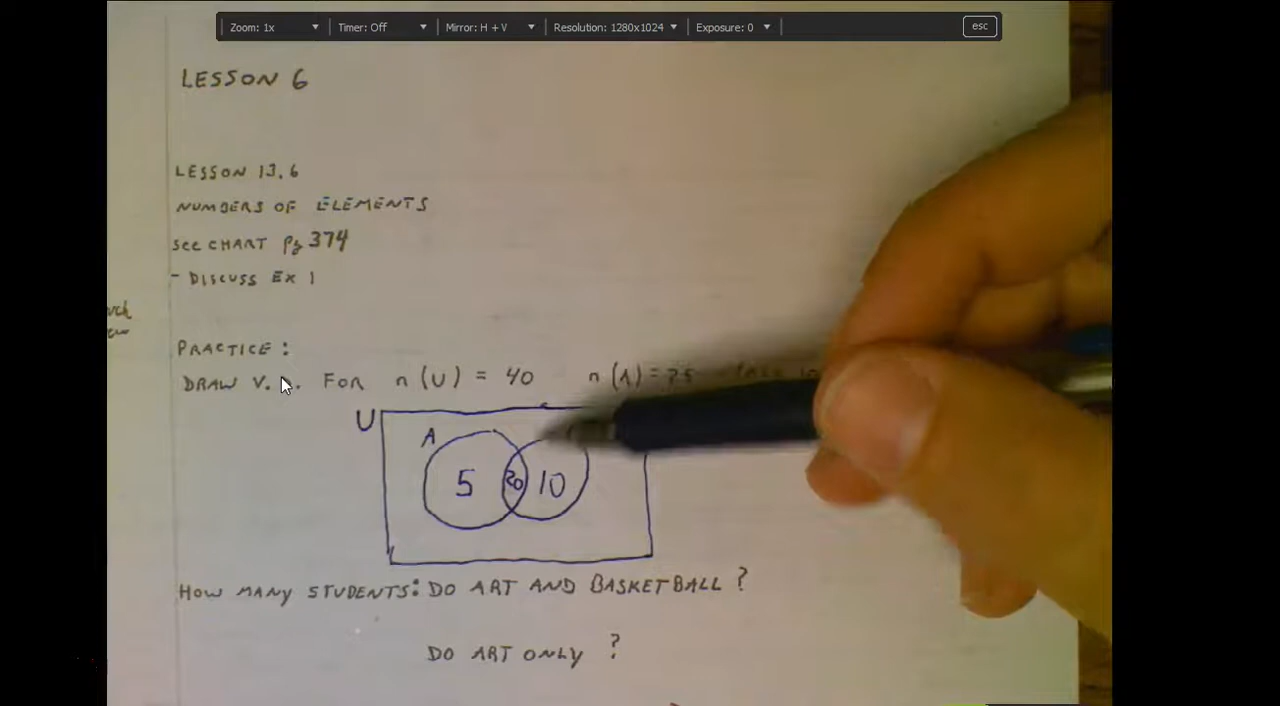 Zoom: 1x Timer: Off Mirror: H + V Resolution: 1280x1024 Exposure: 0 esc
LESSON 6
LESSON 13.6
NUMBERS OF ELEMENTS
SEE CHART Pg 374
- DISCUSS EX 1
PRACTICE:
DRAW V. FOR n(U) = 40 n(A) = 25
U
A
5 20 10
HOW MANY STUDENTS: DO ART AND BASKETBALL?
DO ART ONLY?